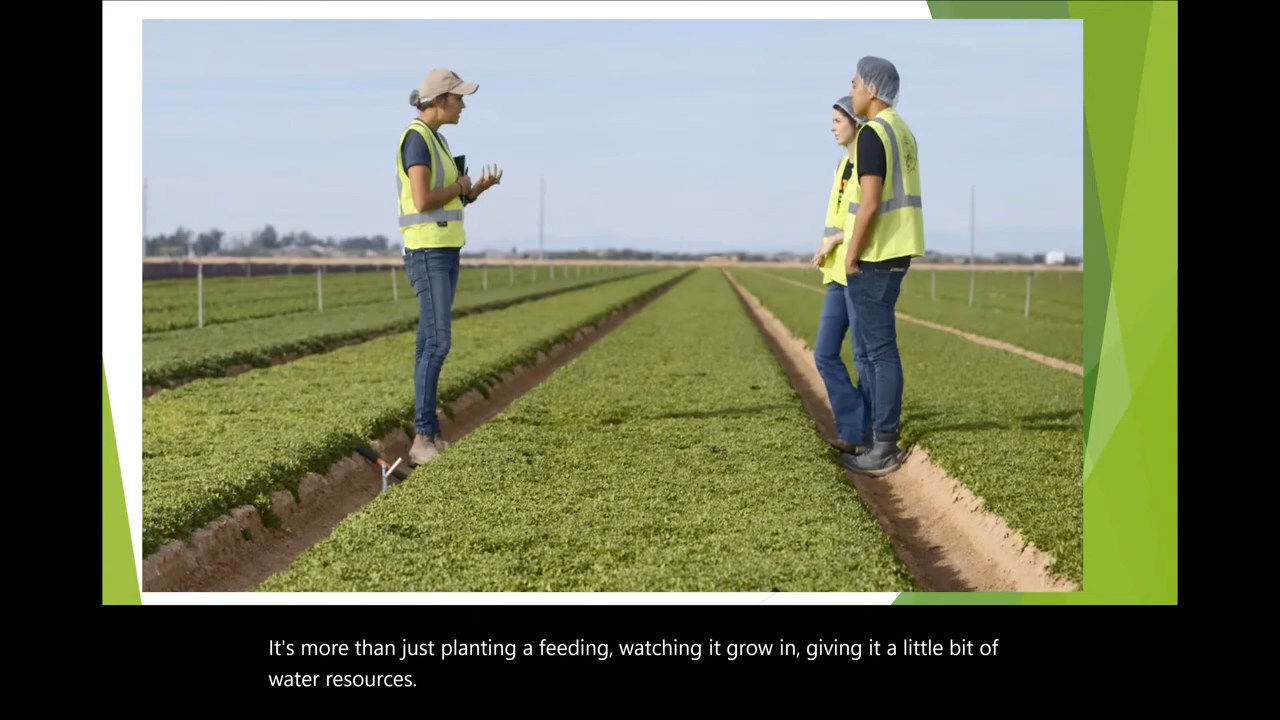 It's more than just planting a feeding, watching it grow in, giving it a little bit of
water resources.